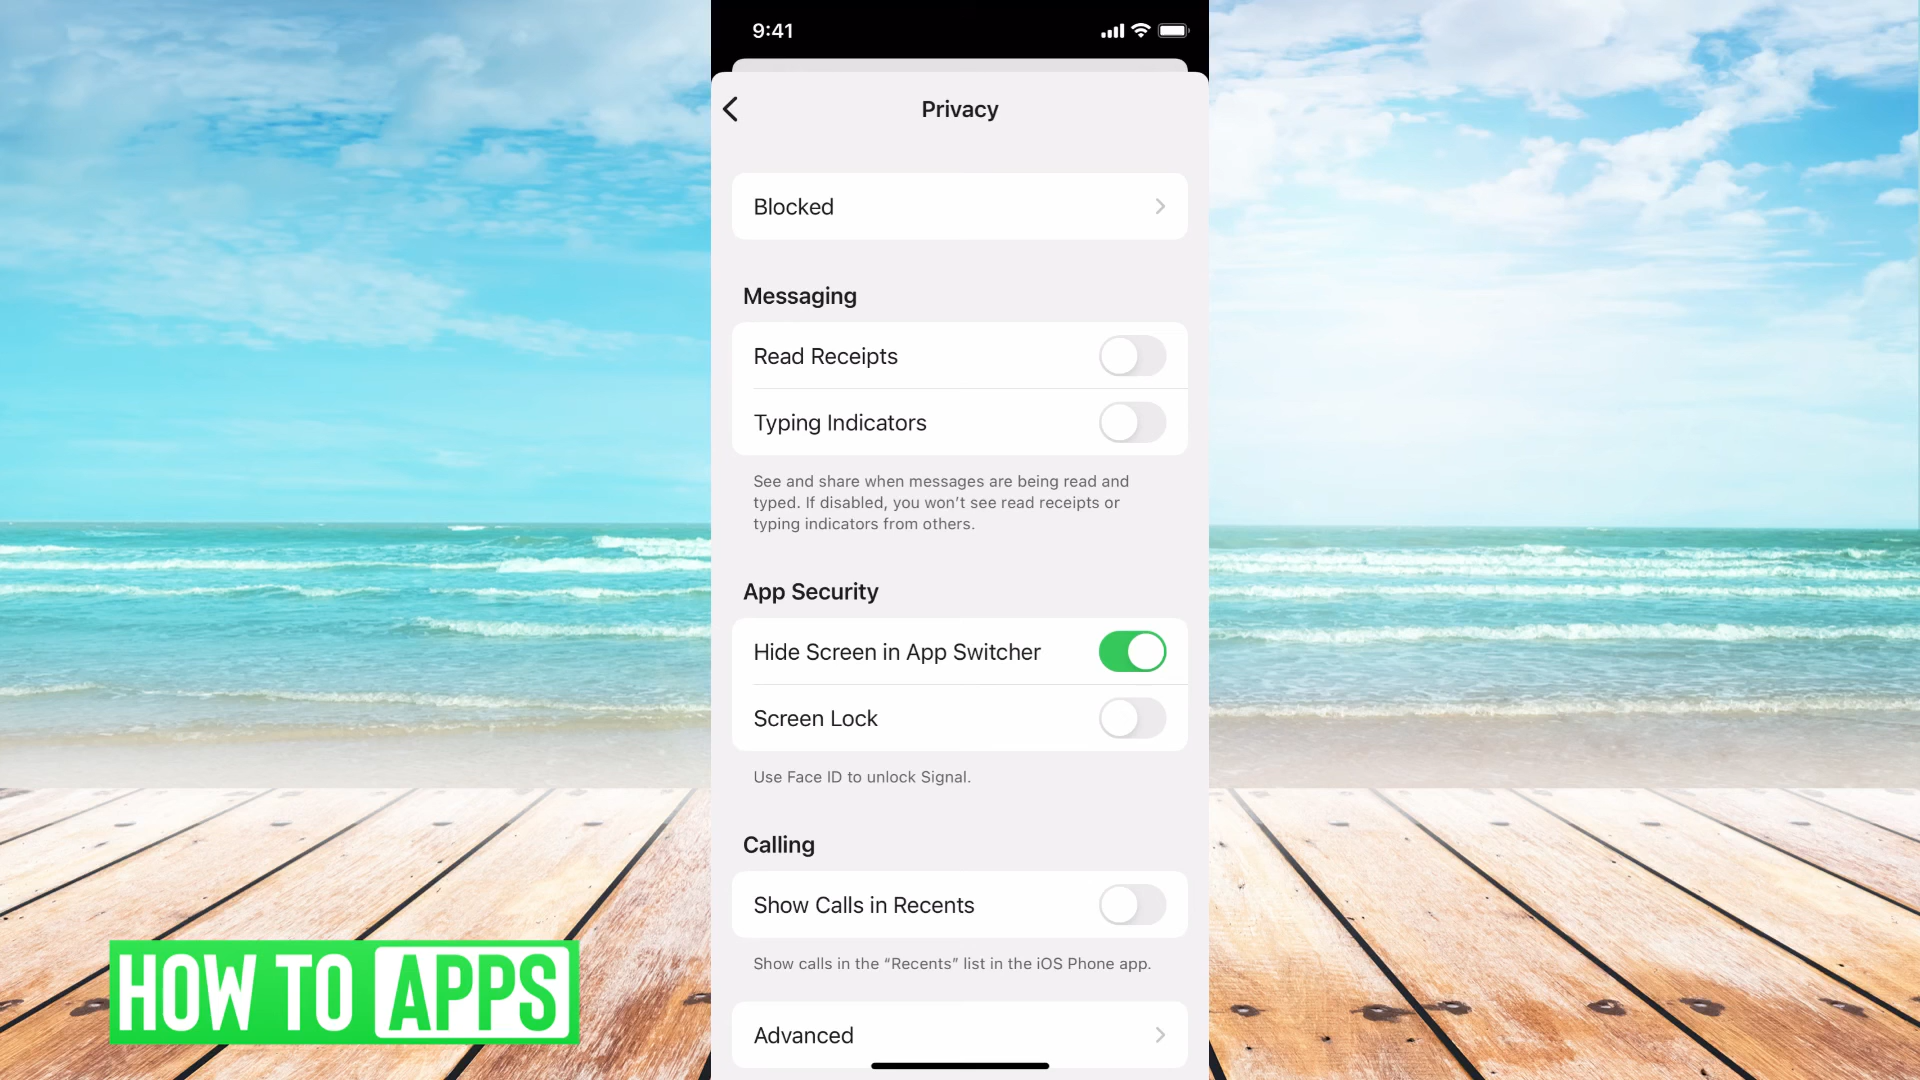 9:41
Privacy
Blocked
Messaging
Read Receipts
Typing Indicators
See and share when messages are being read and
typed. If disabled, you won’t see read receipts or
typing indicators from others.
App Security
Hide Screen in App Switcher
Screen Lock
Use Face ID to unlock Signal.
Calling
Show Calls in Recents
Show calls in the “Recents” list in the iOS Phone app.
Advanced
HOW TO APPS